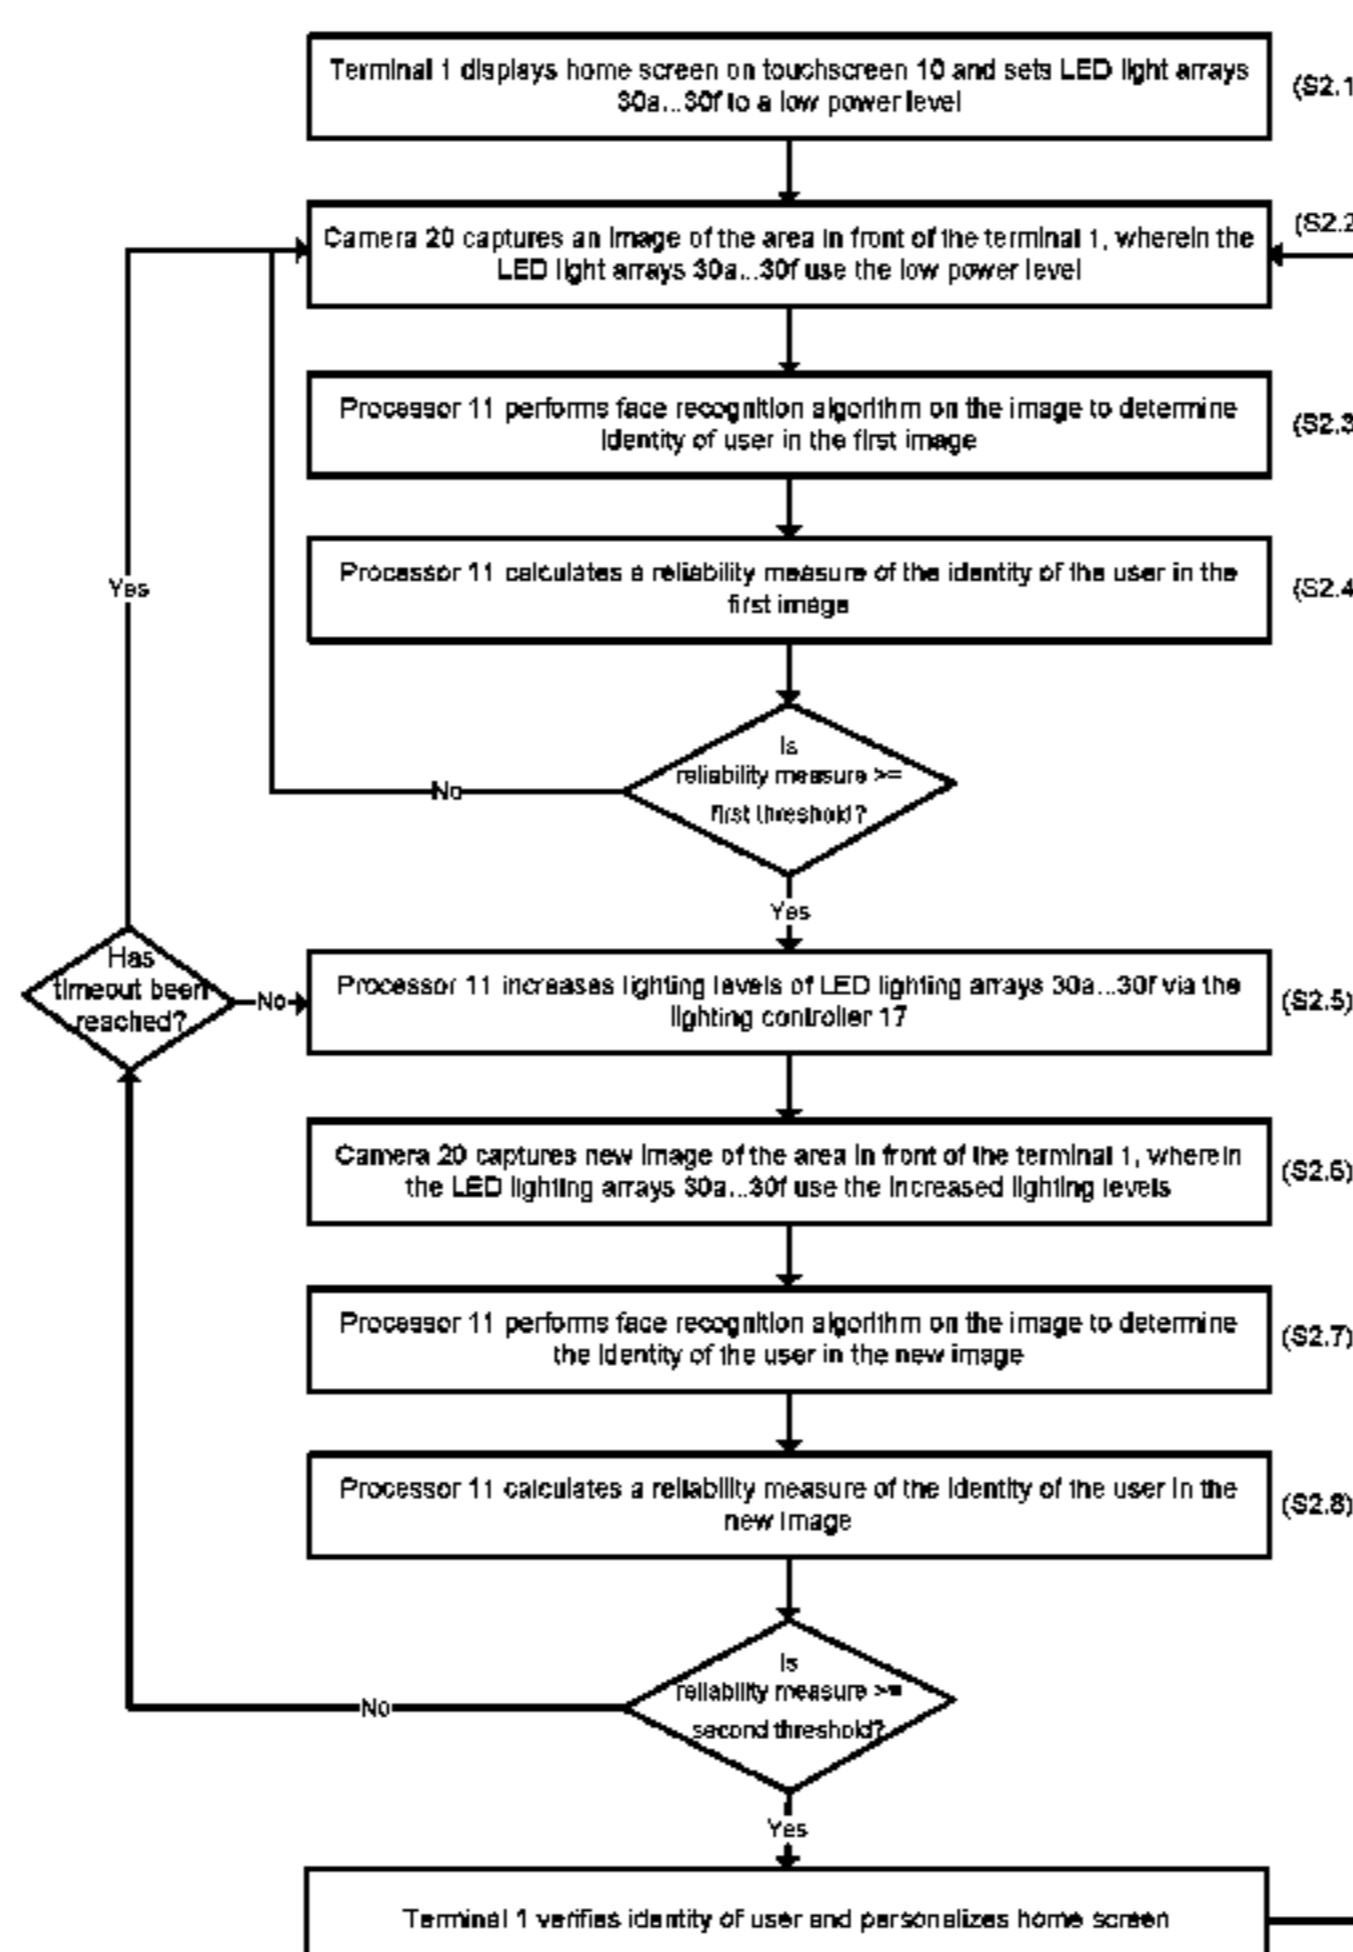 Terminal 1 displays home screen on touchscreen 10 and sets LED light arrays
30a...30f to a low power level
(S2.1
Camera 20 captures an image of the area in front of the terminal 1, wherein the
LED light arrays 30a...30f use the low power level
(S2.2
Processor 11 performs face recognition algorithm on the image to determine
identity of user in the first image
(S2.3
Processor 11 calculates a reliability measure of the identity of the user in the
first image
(S2.4
Yes
Is
reliability measure >=
first threshold?
No
Yes
Has
timeout been
reached?
No
Processor 11 increases lighting levels of LED lighting arrays 30a...30f via the
lighting controller 17
(S2.5)
Camera 20 captures new image of the area in front of the terminal 1, wherein
the LED lighting arrays 30a...30f use the increased lighting levels
(S2.6)
Processor 11 performs face recognition algorithm on the image to determine
the identity of the user in the new image
(S2.7)
Processor 11 calculates a reliability measure of the identity of the user in the
new image
(S2.8)
Is
reliability measure >=
second threshold?
No
Yes
Terminal 1 verifies identity of user and personalizes home screen